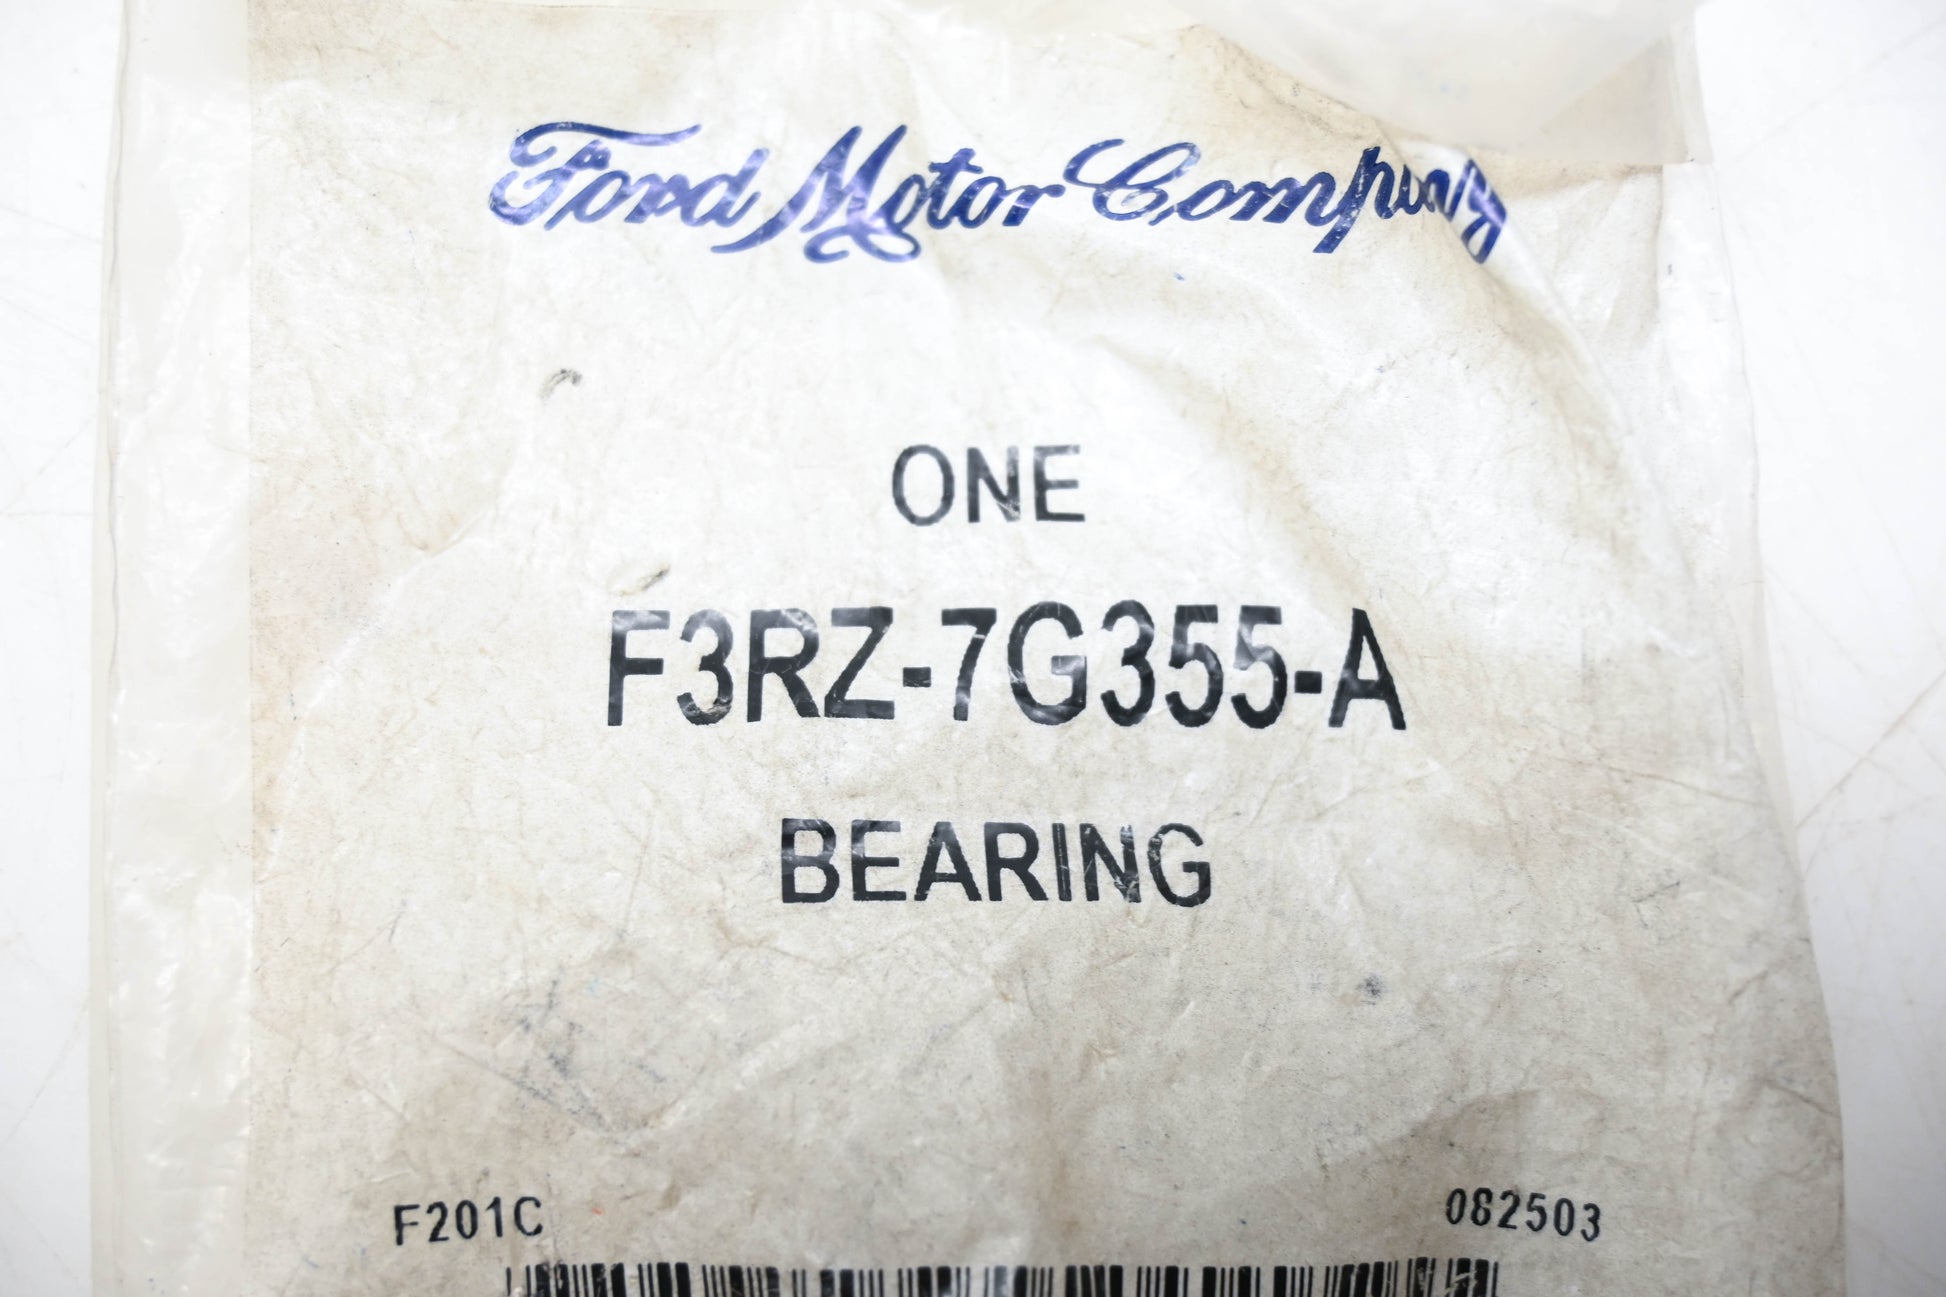 Ford Motor Company
ONE
F3RZ-7G355-A
BEARING
F201C 082503